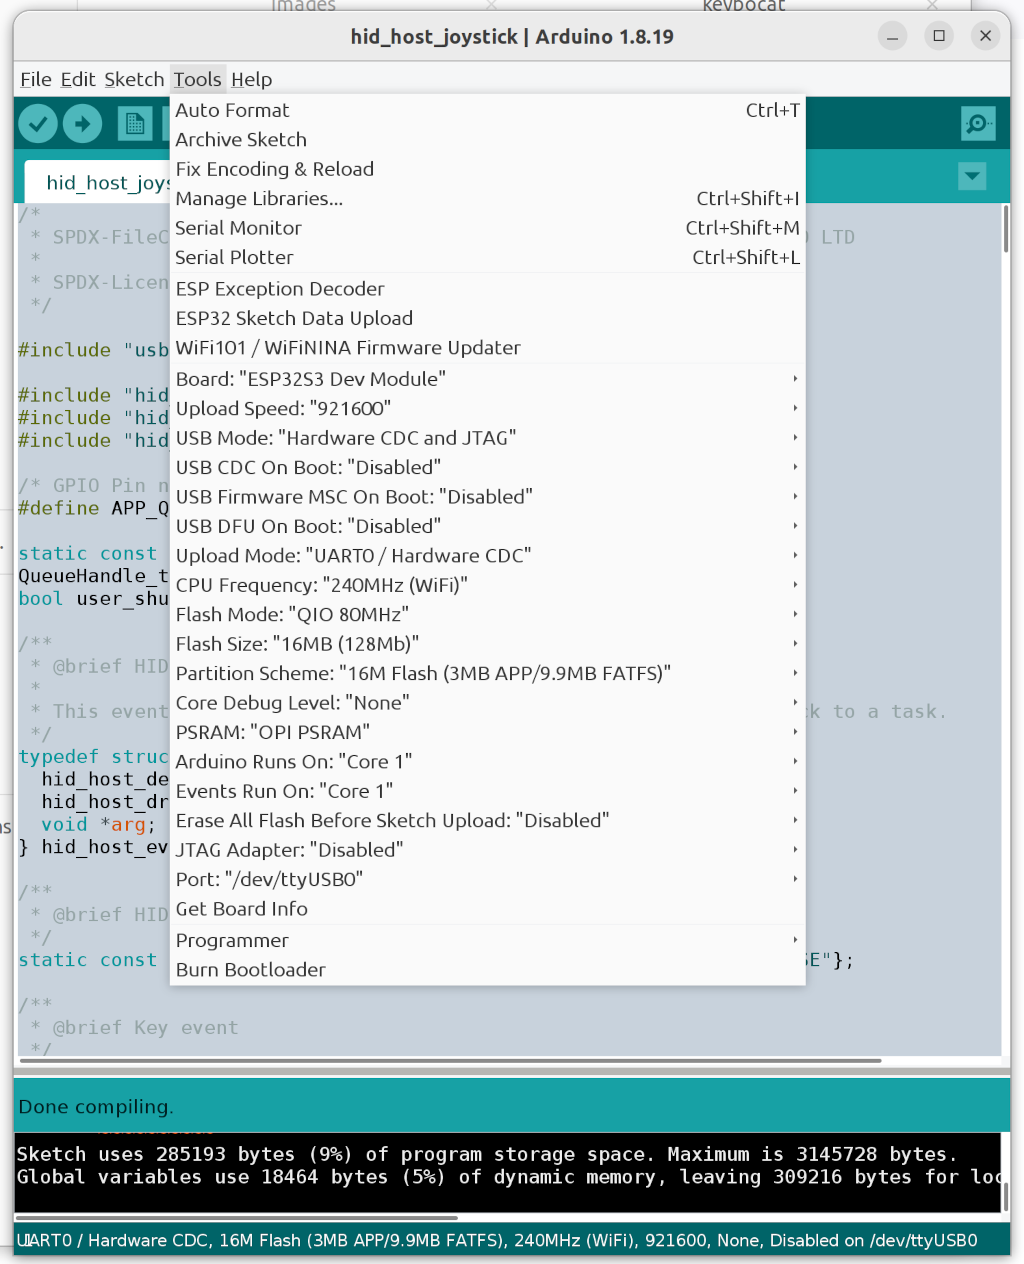 images
keybocat
hid_host_joystick | Arduino 1.8.19
File Edit Sketch Tools Help
Auto Format Ctrl+T
Archive Sketch
Fix Encoding & Reload
Manage Libraries... Ctrl+Shift+I
Serial Monitor Ctrl+Shift+M
Serial Plotter Ctrl+Shift+L
ESP Exception Decoder
ESP32 Sketch Data Upload
WiFi101 / WiFiNINA Firmware Updater
Board: "ESP32S3 Dev Module"
Upload Speed: "921600"
USB Mode: "Hardware CDC and JTAG"
USB CDC On Boot: "Disabled"
USB Firmware MSC On Boot: "Disabled"
USB DFU On Boot: "Disabled"
Upload Mode: "UART0 / Hardware CDC"
CPU Frequency: "240MHz (WiFi)"
Flash Mode: "QIO 80MHz"
Flash Size: "16MB (128Mb)"
Partition Scheme: "16M Flash (3MB APP/9.9MB FATFS)"
Core Debug Level: "None"
PSRAM: "OPI PSRAM"
Arduino Runs On: "Core 1"
Events Run On: "Core 1"
Erase All Flash Before Sketch Upload: "Disabled"
JTAG Adapter: "Disabled"
Port: "/dev/ttyUSB0"
Get Board Info
Programmer
Burn Bootloader
hid_host_joys
/*
* SPDX-FileC LTD
*
* SPDX-Licen
*/
#include "usb
#include "hid
#include "hid
#include "hid
/* GPIO Pin n
#define APP_Q
static const
QueueHandle_t
bool user_shu
/**
* @brief HID
*
* This event ck to a task.
*/
typedef struc
hid_host_de
hid_host_dr
void *arg;
} hid_host_ev
/**
* @brief HID
*/
static const SE"};
/**
* @brief Key event
*/
Done compiling.
Sketch uses 285193 bytes (9%) of program storage space. Maximum is 3145728 bytes.
Global variables use 18464 bytes (5%) of dynamic memory, leaving 309216 bytes for loc
UART0 / Hardware CDC, 16M Flash (3MB APP/9.9MB FATFS), 240MHz (WiFi), 921600, None, Disabled on /dev/ttyUSB0